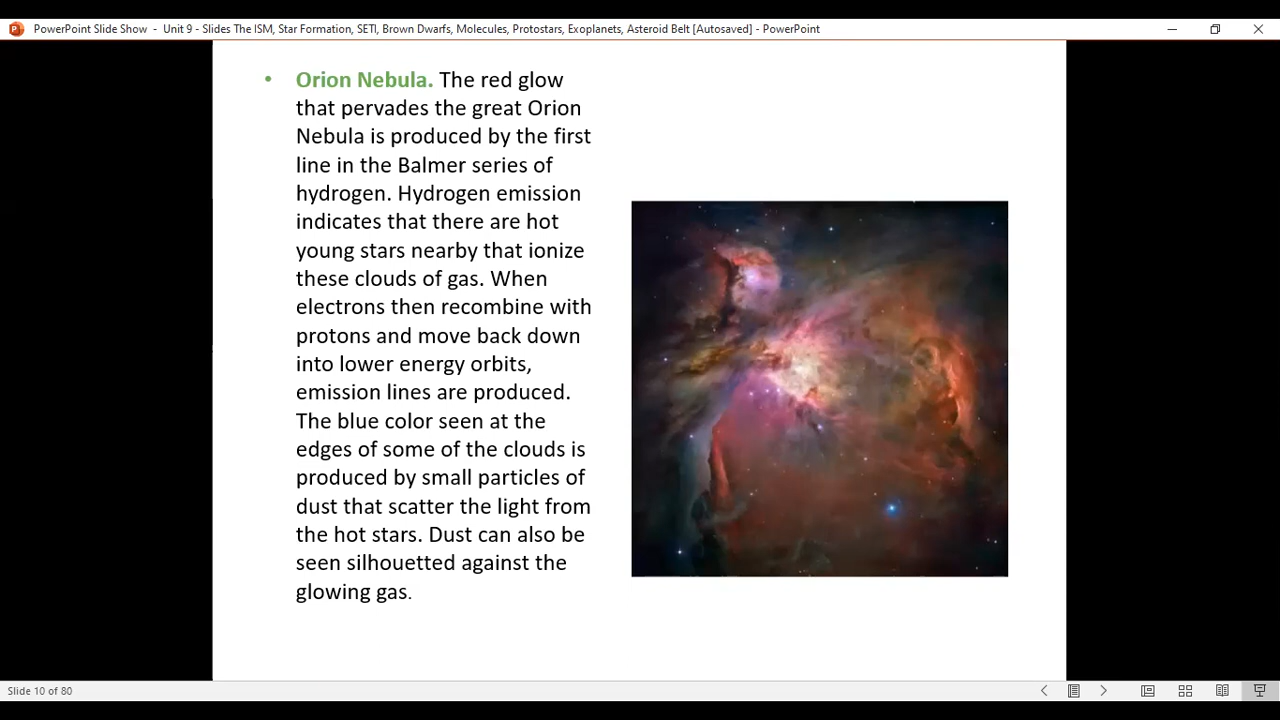 PowerPoint Slide Show - Unit 9 - Slides The ISM, Star Formation, SETI, Brown Dwarfs, Molecules, Protostars, Exoplanets, Asteroid Belt [Autosaved] - PowerPoint
• Orion Nebula. The red glow
that pervades the great Orion
Nebula is produced by the first
line in the Balmer series of
hydrogen. Hydrogen emission
indicates that there are hot
young stars nearby that ionize
these clouds of gas. When
electrons then recombine with
protons and move back down
into lower energy orbits,
emission lines are produced.
The blue color seen at the
edges of some of the clouds is
produced by small particles of
dust that scatter the light from
the hot stars. Dust can also be
seen silhouetted against the
glowing gas.
Slide 10 of 80